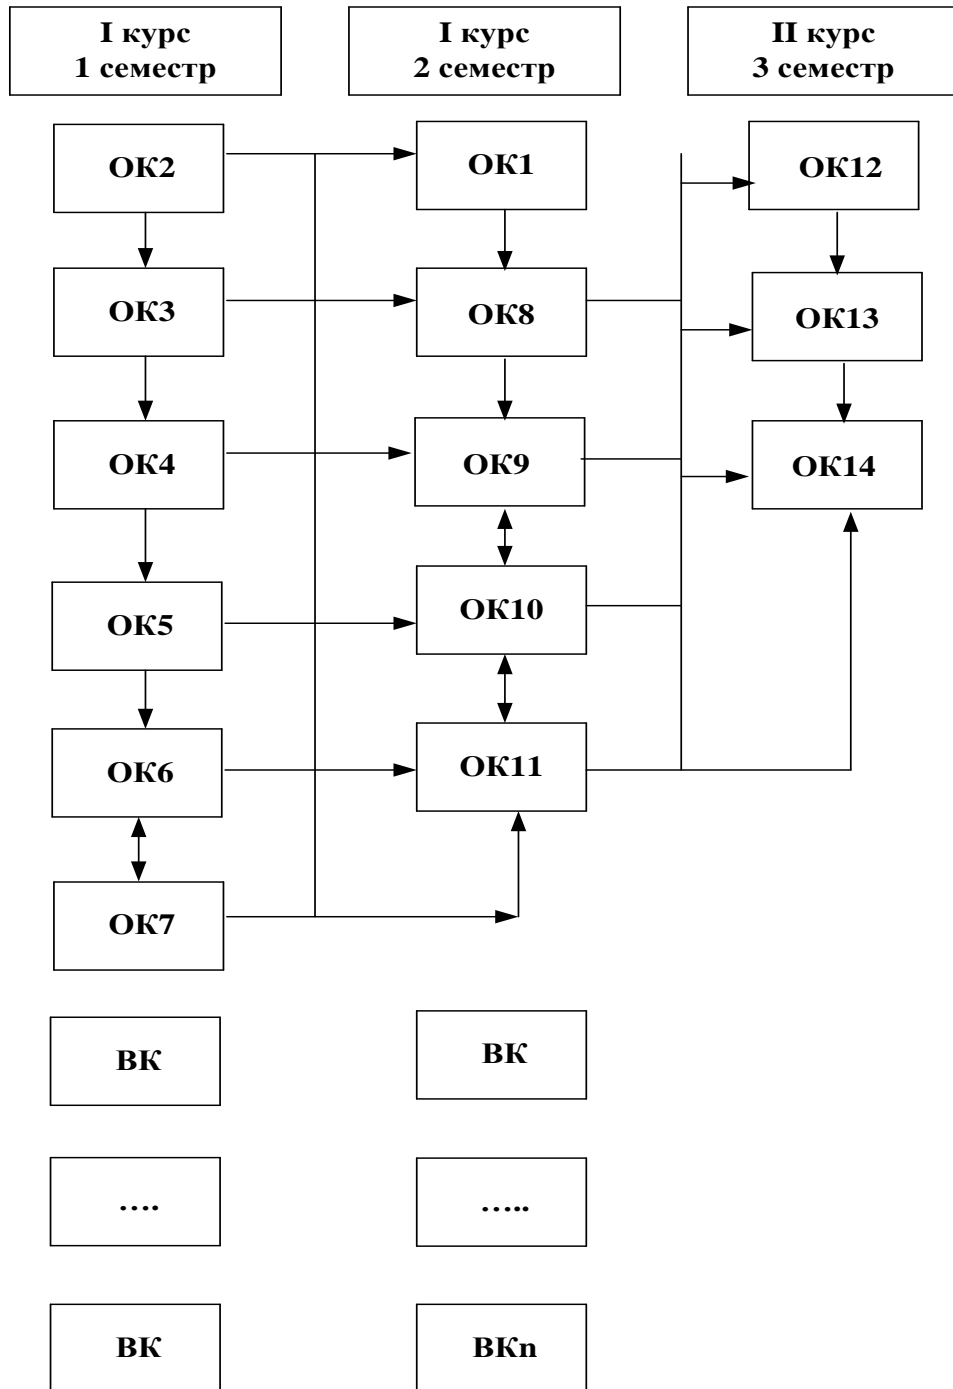 I курс
1 семестр
I курс
2 семестр
II курс
3 семестр
ОК2
ОК1
ОК12
ОК3
ОК8
ОК13
ОК4
ОК9
ОК14
ОК5
ОК10
ОК6
ОК11
ОК7
ВК
ВК
....
.....
ВК
ВКn